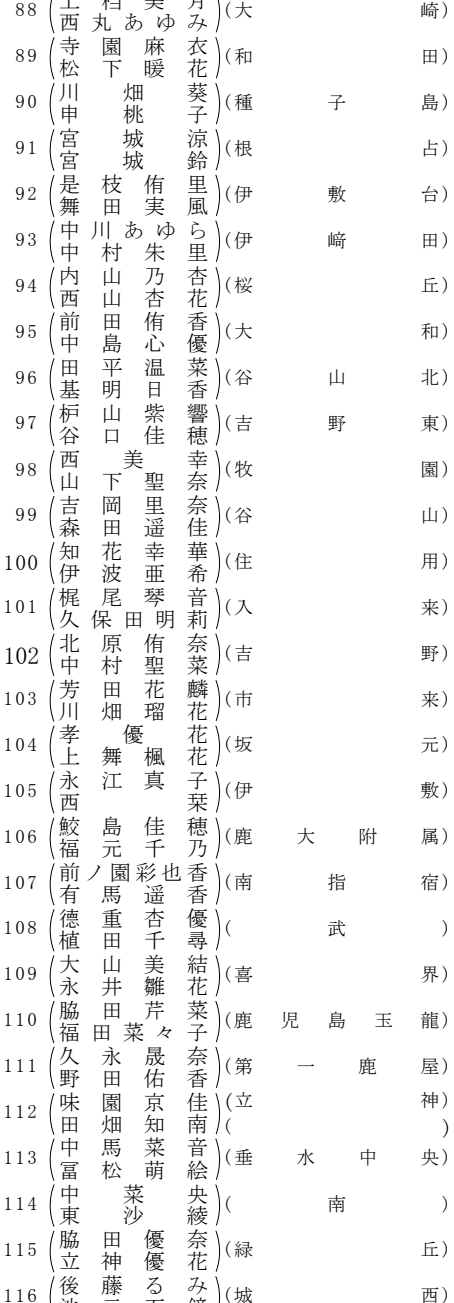 88 西丸あゆみ (大崎)
89 寺園麻衣 (和田)
松下暖花
90 川畑葵 (種子島)
申桃子
91 宮城涼 (根占)
宮城鈴
92 是枝侑里 (伊敷台)
舞田実風
93 中川あゆら (伊﨑田)
中村朱里
94 内山乃杏 (桜丘)
西山杏花
95 前田侑香 (大和)
中島心優
96 田平温菜 (谷山北)
基明日香
97 枦山紫響 (吉野東)
谷口佳穂
98 西美幸 (牧園)
山下聖奈
99 吉岡里奈 (谷山)
森田遥佳
100 知花幸華 (住用)
伊波亜希
101 梶尾琴音 (入来)
久保田明莉
102 北原侑奈 (吉野)
中村聖菜
103 芳田花麟 (市来)
川畑瑠花
104 孝優花 (坂元)
上舞楓花
105 永江真子 (伊敷)
西栞
106 鮫島佳穂 (鹿大附属)
福元千乃
107 前ノ園彩也香 (南指宿)
有馬遥香
108 德重杏優 (武)
植田千尋
109 大山美結 (喜界)
永井雛花
110 脇田芹菜 (鹿児島玉龍)
福田菜々子
111 久永晟奈 (第一鹿屋)
野田佑香
112 味園京佳 (立神)
田畑知南 ( )
113 中馬菜音 (垂水中央)
冨松萌絵
114 中菜央 (南)
東沙綾
115 脇田優奈 (緑丘)
立神優花
116 後藤るみ (城西)